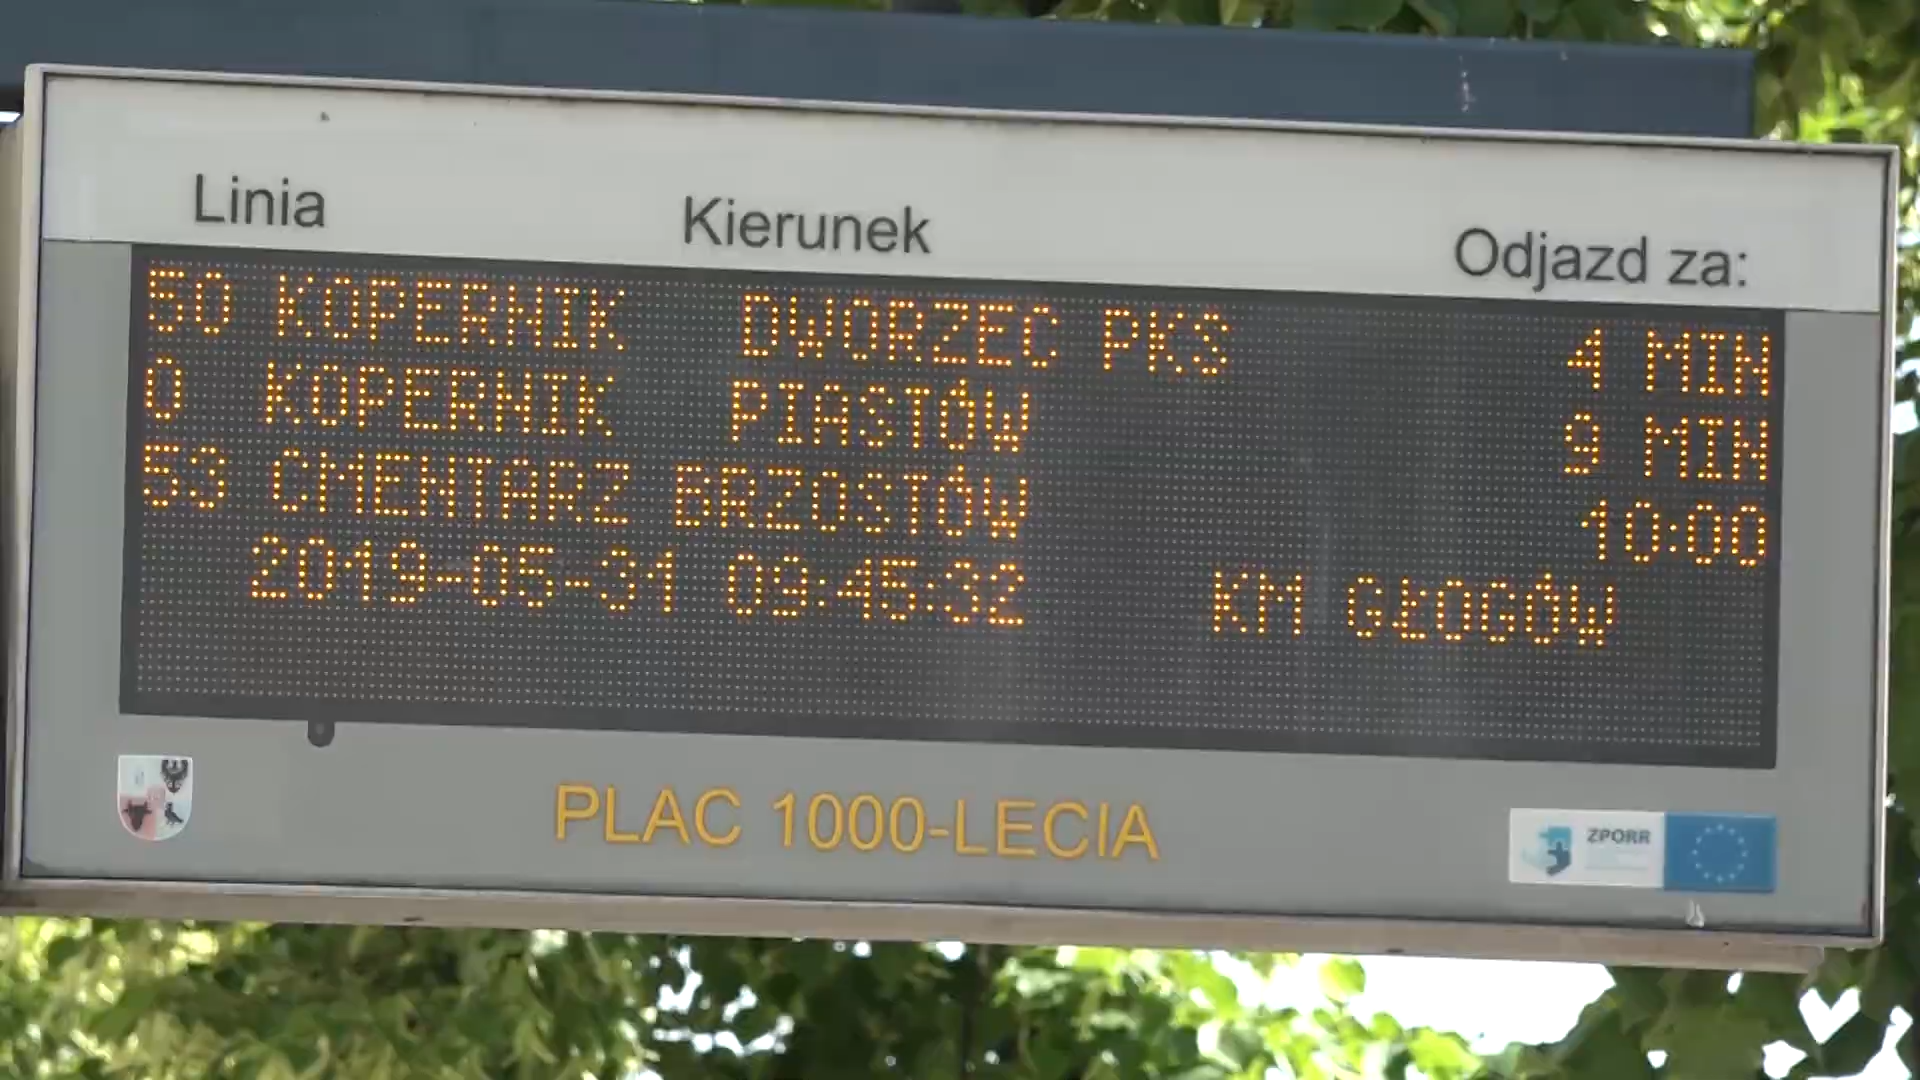 Linia Kierunek Odjazd za:
50 KOPERNIK DWORZEC PKS 4 MIN
0 KOPERNIK PIASTÓW 9 MIN
53 CMENTARZ BRZOSTÓW 10:00
2019-05-31 09:45:32 KM GŁOGÓW
PLAC 1000-LECIA
ZPORR